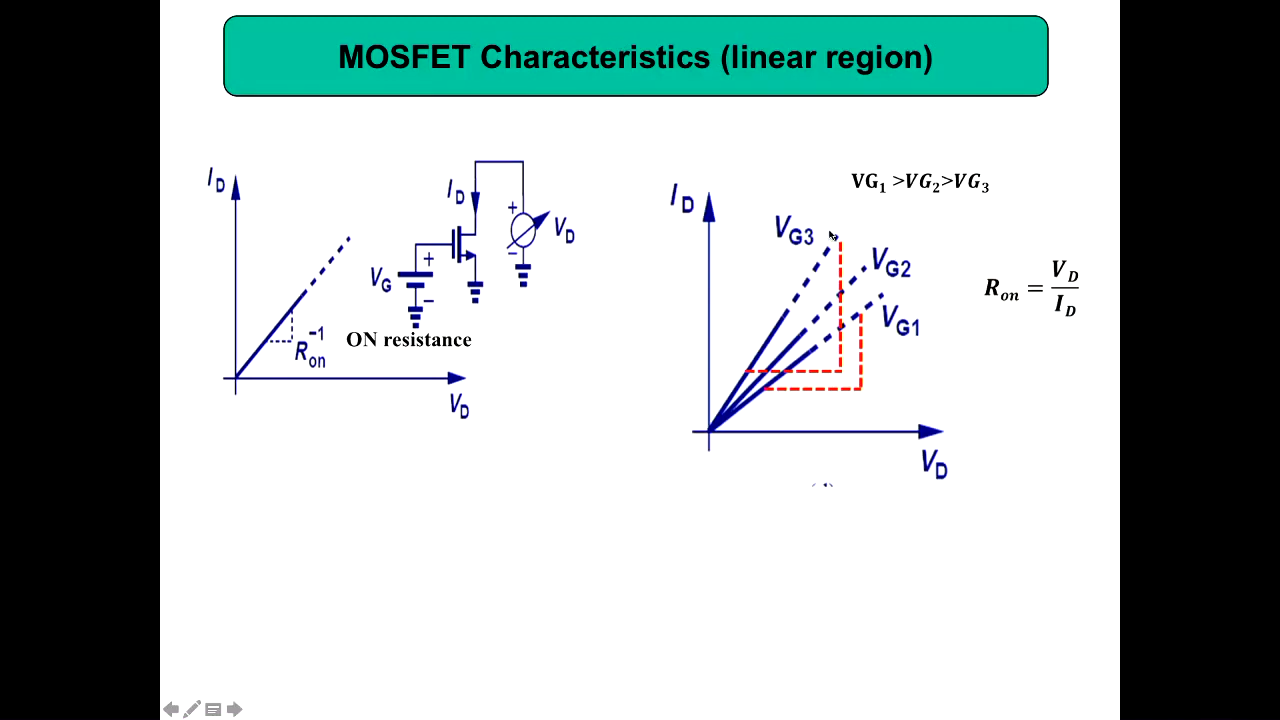 MOSFET Characteristics (linear region)
I_D
I_D
+
V_D
−
V_G
+
−
R_on^−1
ON resistance
V_D
VG₁ >VG₂>VG₃
I_D
V_G3
V_G2
V_G1
R_on = V_D / I_D
V_D